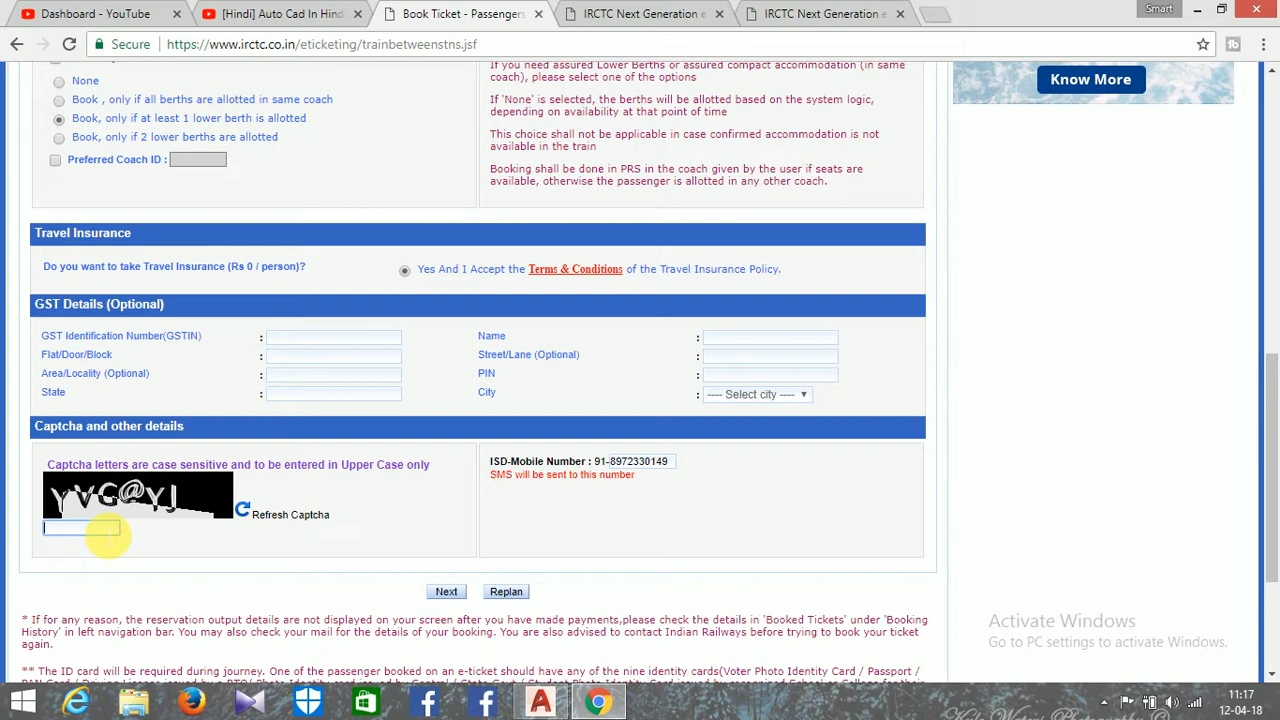 Dashboard - YouTube
[Hindi] Auto Cad In Hindi
Book Ticket - Passengers
IRCTC Next Generation e
IRCTC Next Generation e
Smart
Secure
https://www.irctc.co.in/eticketing/trainbetweenstns.jsf
None
Book , only if all berths are allotted in same coach
Book, only if at least 1 lower berth is allotted
Book, only if 2 lower berths are allotted
Preferred Coach ID :
If you need assured Lower Berths or assured compact accommodation (in same
coach), please select one of the options
If 'None' is selected, the berths will be allotted based on the system logic,
depending on availability at that point of time
This choice shall not be applicable in case confirmed accommodation is not
available in the train
Booking shall be done in PRS in the coach given by the user if seats are
available, otherwise the passenger is allotted in any other coach.
Know More
Travel Insurance
Do you want to take Travel Insurance (Rs 0 / person)?
Yes And I Accept the Terms & Conditions of the Travel Insurance Policy.
GST Details (Optional)
GST Identification Number(GSTIN) :
Name :
Flat/Door/Block :
Street/Lane (Optional) :
Area/Locality (Optional) :
PIN :
State :
City : ---- Select city ----
Captcha and other details
Captcha letters are case sensitive and to be entered in Upper Case only
YVG@YJ
Refresh Captcha
ISD-Mobile Number : 91-8972330149
SMS will be sent to this number
Next
Replan
* If for any reason, the reservation output details are not displayed on your screen after you have made payments,please check the details in 'Booked Tickets' under 'Booking
History' in left navigation bar. You may also check your mail for the details of your booking. You are also advised to contact Indian Railways before trying to book your ticket
again.
** The ID card will be required during journey. One of the passenger booked on an e-ticket should have any of the nine identity cards(Voter Photo Identity Card / Passport /
Activate Windows
Go to PC settings to activate Windows.
11:17
12-04-18